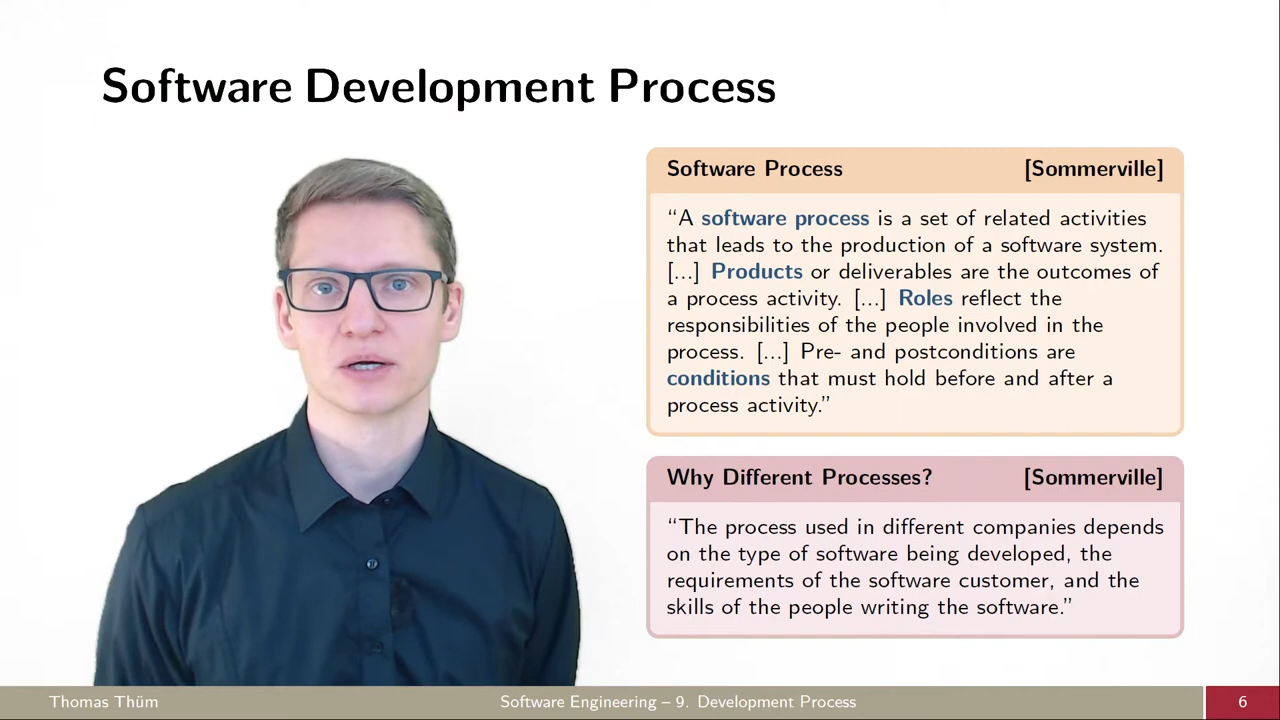 Software Development Process
Software Process [Sommerville]
“A software process is a set of related activities
that leads to the production of a software system.
[...] Products or deliverables are the outcomes of
a process activity. [...] Roles reflect the
responsibilities of the people involved in the
process. [...] Pre- and postconditions are
conditions that must hold before and after a
process activity.”
Why Different Processes? [Sommerville]
“The process used in different companies depends
on the type of software being developed, the
requirements of the software customer, and the
skills of the people writing the software.”
Thomas Thüm Software Engineering – 9. Development Process 6